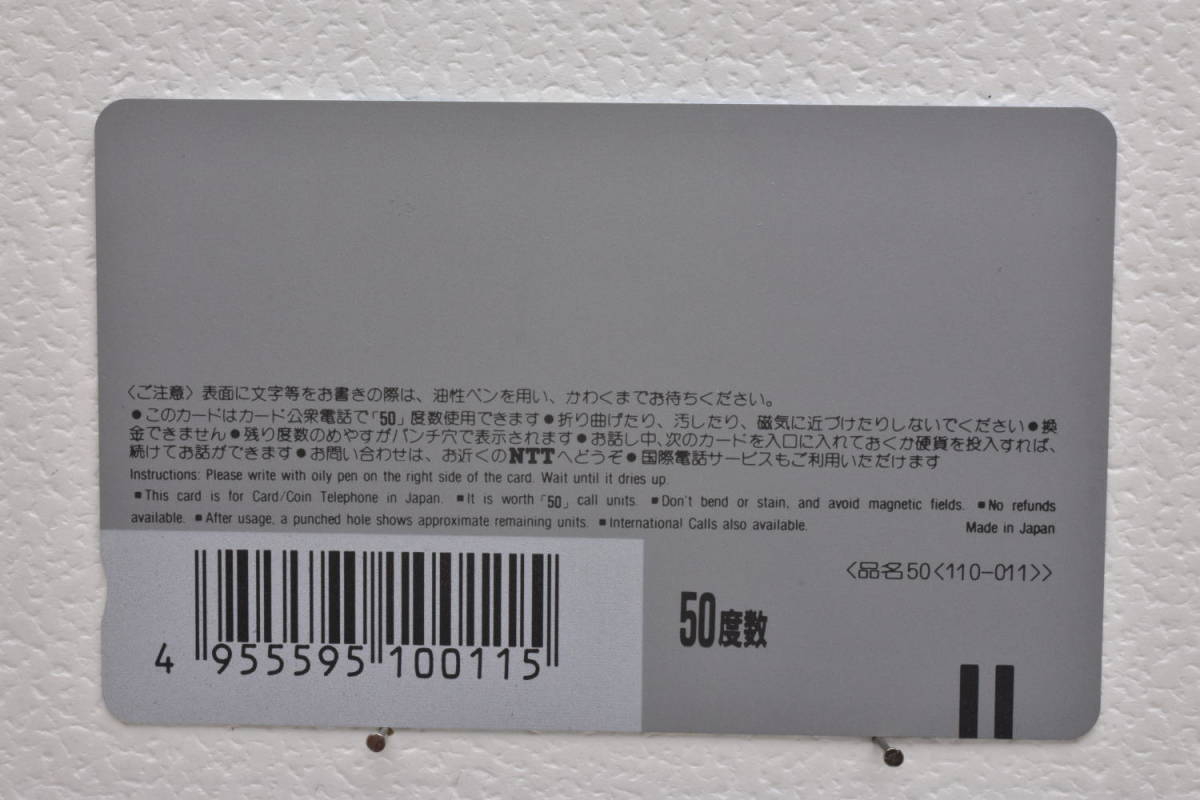 〈ご注意〉表面に文字等をお書きの際は、油性ペンを用い、かわくまでお待ちください。
●このカードはカード公衆電話で「50」度数使用できます●折り曲げたり、汚したり、磁気に近づけたりしないでください●換
金できません●残り度数のめやすがパンチ穴で表示されます●お話し中、次のカードを入口に入れておくか硬貨を投入すれば、
続けてお話ができます●お問い合わせは、お近くのNTTへどうぞ●国際電話サービスもご利用いただけます
Instructions: Please write with oily pen on the right side of the card. Wait until it dries up.
■This card is for Card/Coin Telephone in Japan. ■It is worth「50」call units. ■Don't bend or stain, and avoid magnetic fields. ■No refunds
available. ■After usage, a punched hole shows approximate remaining units. ■International Calls also available. Made in Japan
〈品名50〈110-011〉〉
50度数
4 955595 100115